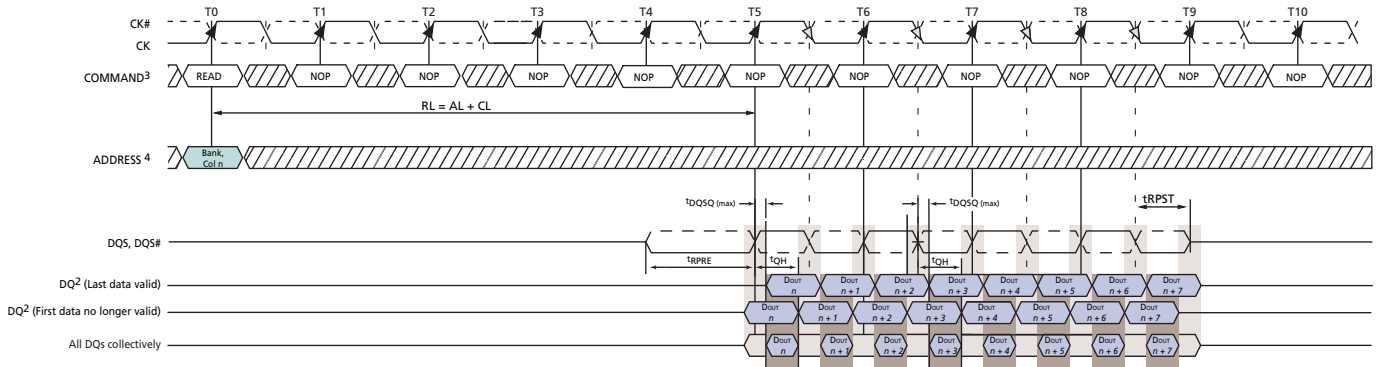 T0 T1 T2 T3 T4 T5 T6 T7 T8 T9 T10
CK#
CK
COMMAND3 READ NOP NOP NOP NOP NOP NOP NOP NOP NOP NOP
RL = AL + CL
ADDRESS 4 Bank,
Col n
tDQSQ (max) tDQSQ (max) tRPST
DQS, DQS#
tRPRE tQH tQH
DQ2 (Last data valid) DOUT n DOUT n + 1 DOUT n + 2 DOUT n + 3 DOUT n + 4 DOUT n + 5 DOUT n + 6 DOUT n + 7
DQ2 (First data no longer valid) DOUT n DOUT n + 1 DOUT n + 2 DOUT n + 3 DOUT n + 4 DOUT n + 5 DOUT n + 6 DOUT n + 7
All DQs collectively DOUT n DOUT n + 1 DOUT n + 2 DOUT n + 3 DOUT n + 4 DOUT n + 5 DOUT n + 6 DOUT n + 7